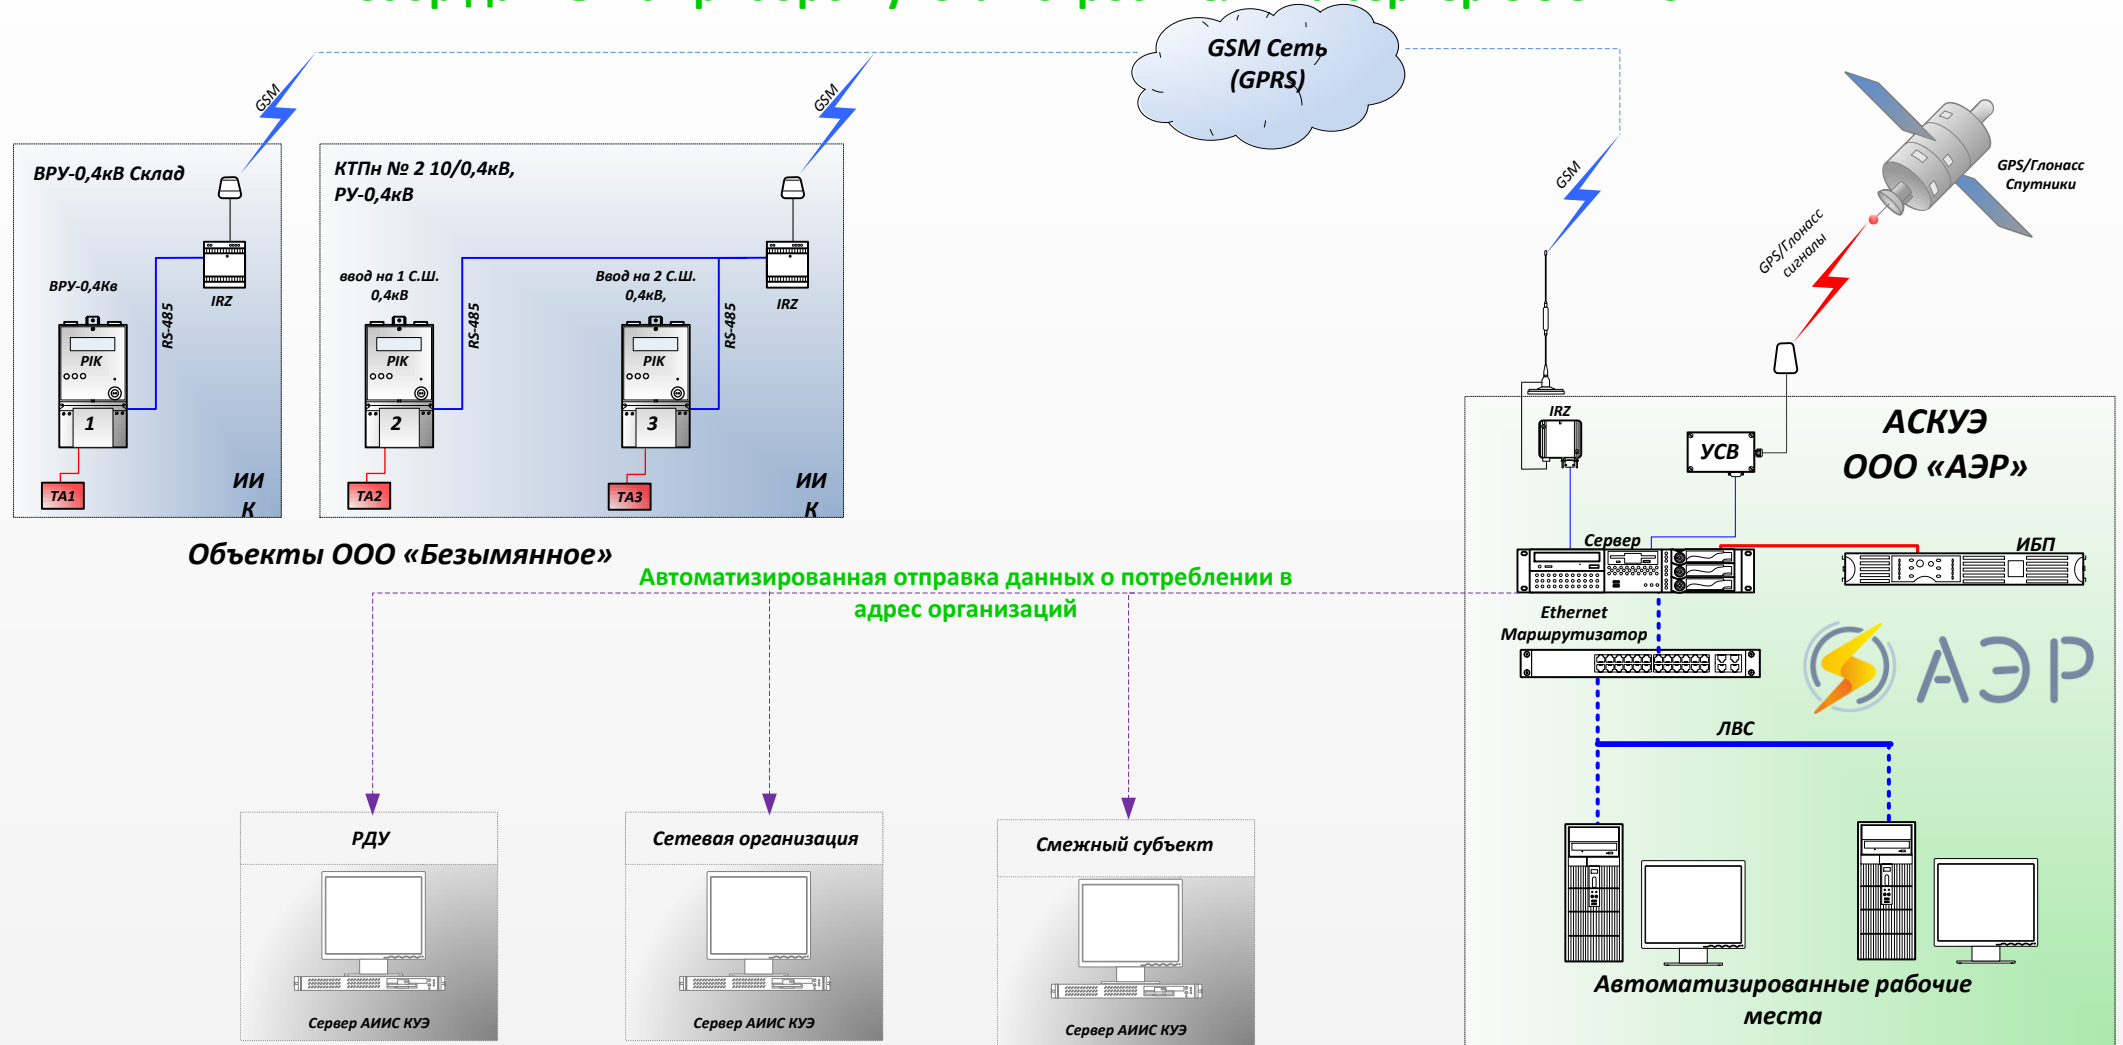 GSM Сеть
(GPRS)
GSM
GSM
GSM
ВРУ-0,4кВ Склад
КТПн № 2 10/0,4кВ,
РУ-0,4кВ
GPS/Глонасс
Спутники
GPS/Глонасс
сигналы
ВРУ-0,4Кв
IRZ
RS-485
PIK
1
TA1
ИИ
К
ввод на 1 С.Ш.
0,4кВ
Ввод на 2 С.Ш.
0,4кВ,
IRZ
RS-485
RS-485
PIK
PIK
2
3
TA2
TA3
ИИ
К
Объекты ООО «Безымянное»
IRZ
УСВ
АСКУЭ
ООО «АЭР»
Сервер
ИБП
Ethernet
Маршрутизатор
АЭР
ЛВС
Автоматизированные рабочие
места
Автоматизированная отправка данных о потреблении в
адрес организаций
РДУ
Сервер АИИС КУЭ
Сетевая организация
Сервер АИИС КУЭ
Смежный субъект
Сервер АИИС КУЭ